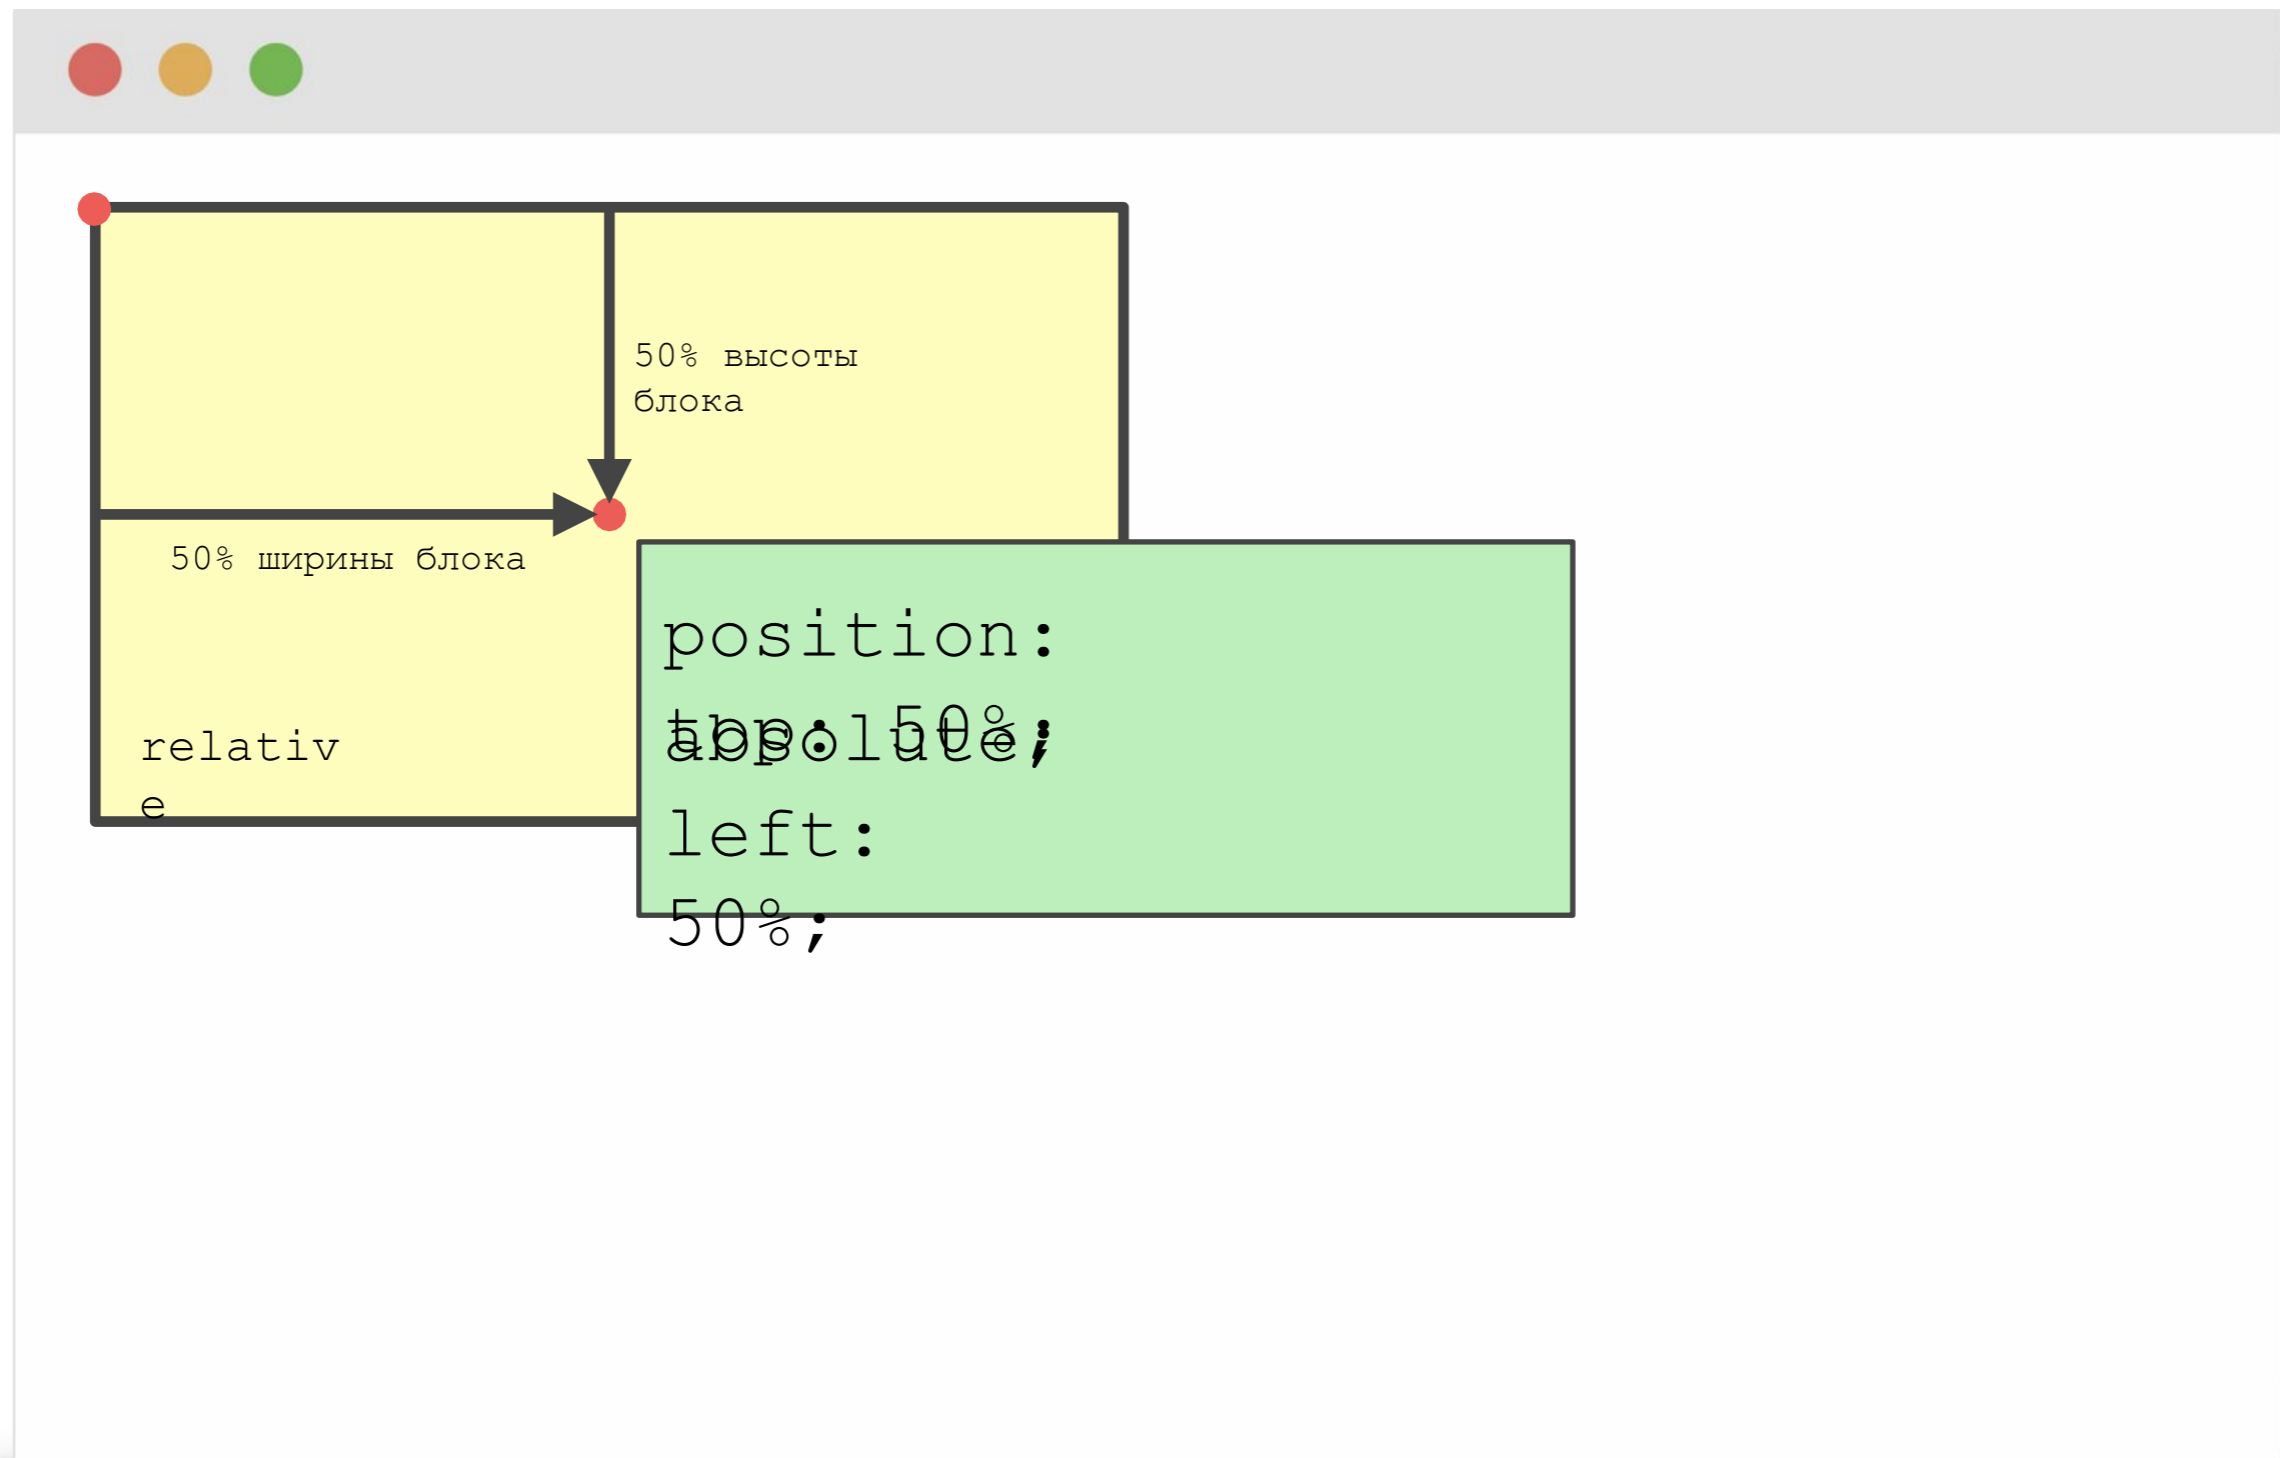 50% высоты
блока
50% ширины блока
relativ
e
position:
absolute;
top: 50%;
left:
50%;